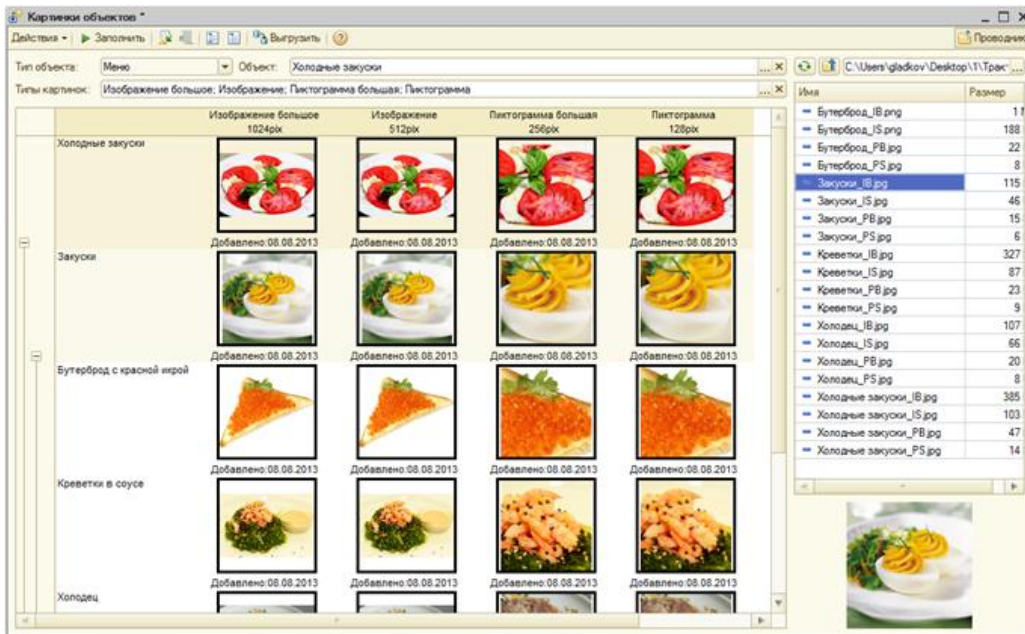 Картинки объектов *
Действия Заполнить Выгрузить Проводник
Тип объекта: Меню Объект: Холодные закуски
C:\Users\gladkov\Desktop\1\Трак
Типы картинок: Изображение большое; Изображение; Пиктограмма большая; Пиктограмма
Изображение большое Изображение Пиктограмма большая Пиктограмма
1024pix 512pix 256pix 128pix
Холодные закуски
Добавлено:08.08.2013 Добавлено:08.08.2013 Добавлено:08.08.2013 Добавлено:08.08.2013
Закуски
Добавлено:08.08.2013 Добавлено:08.08.2013 Добавлено:08.08.2013 Добавлено:08.08.2013
Бутерброд с красной икрой
Добавлено:08.08.2013 Добавлено:08.08.2013 Добавлено:08.08.2013 Добавлено:08.08.2013
Креветки в соусе
Добавлено:08.08.2013 Добавлено:08.08.2013 Добавлено:08.08.2013 Добавлено:08.08.2013
Холодец
Имя Размер
Бутерброд_IB.png 1
Бутерброд_IS.png 188
Бутерброд_PB.jpg 22
Бутерброд_PS.jpg 8
Закуски_IB.jpg 115
Закуски_IS.jpg 46
Закуски_PB.jpg 15
Закуски_PS.jpg 6
Креветки_IB.jpg 327
Креветки_IS.jpg 87
Креветки_PB.jpg 23
Креветки_PS.jpg 9
Холодец_IB.jpg 107
Холодец_IS.jpg 66
Холодец_PB.jpg 20
Холодец_PS.jpg 8
Холодные закуски_IB.jpg 385
Холодные закуски_IS.jpg 103
Холодные закуски_PB.jpg 47
Холодные закуски_PS.jpg 14